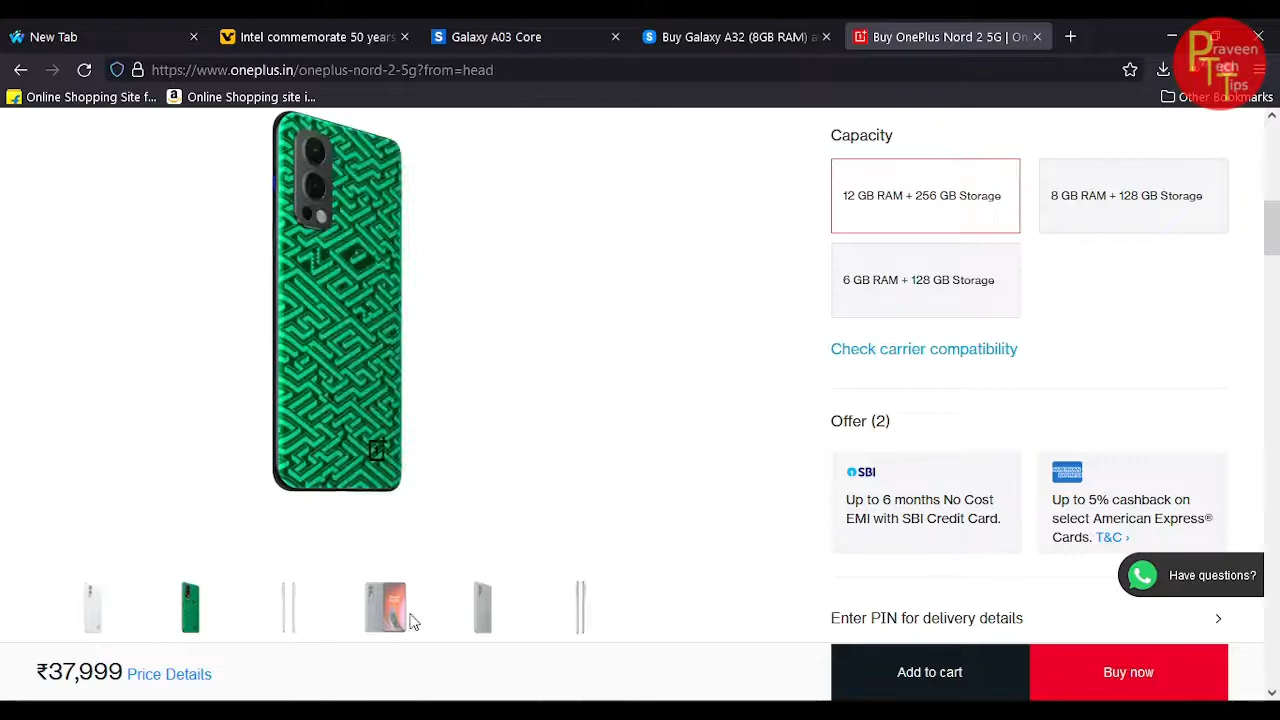 New Tab
Intel commemorate 50 years
Galaxy A03 Core
Buy Galaxy A32 (8GB RAM) a
Buy OnePlus Nord 2 5G | On
https://www.oneplus.in/oneplus-nord-2-5g?from=head
Praveen
Tech
Tips
Online Shopping Site f...
Online Shopping site i...
Other Bookmarks
Capacity
12 GB RAM + 256 GB Storage
8 GB RAM + 128 GB Storage
6 GB RAM + 128 GB Storage
Check carrier compatibility
Offer (2)
SBI
Up to 6 months No Cost
EMI with SBI Credit Card.
Up to 5% cashback on
select American Express®
Cards. T&C ›
Have questions?
Enter PIN for delivery details
₹37,999 Price Details
Add to cart
Buy now